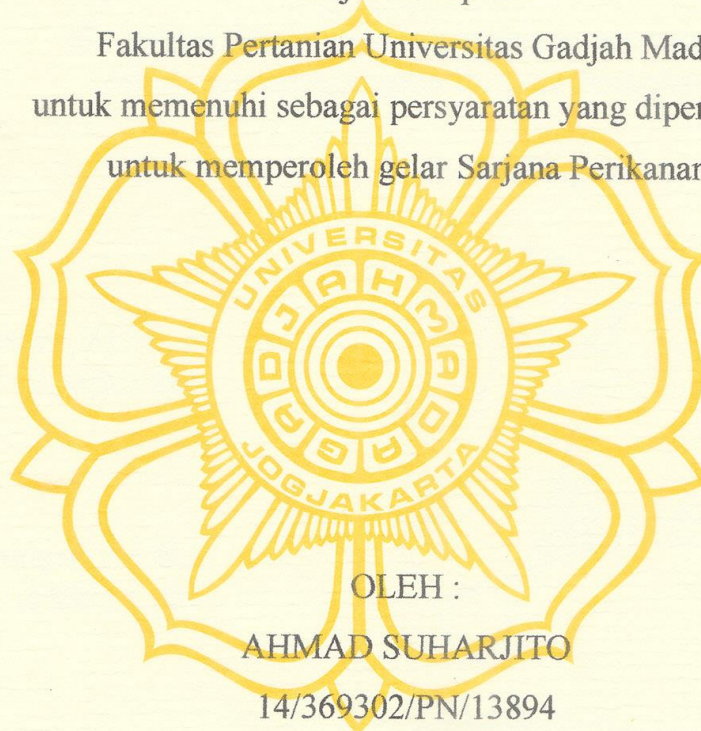 Fakultas Pertanian Universitas Gadjah Mad
untuk memenuhi sebagai persyaratan yang diper
untuk memperoleh gelar Sarjana Perikanan
UNIVERSITAS
GADJAH MADA
JOGJAKARTA
OLEH :
AHMAD SUHARJITO
14/369302/PN/13894